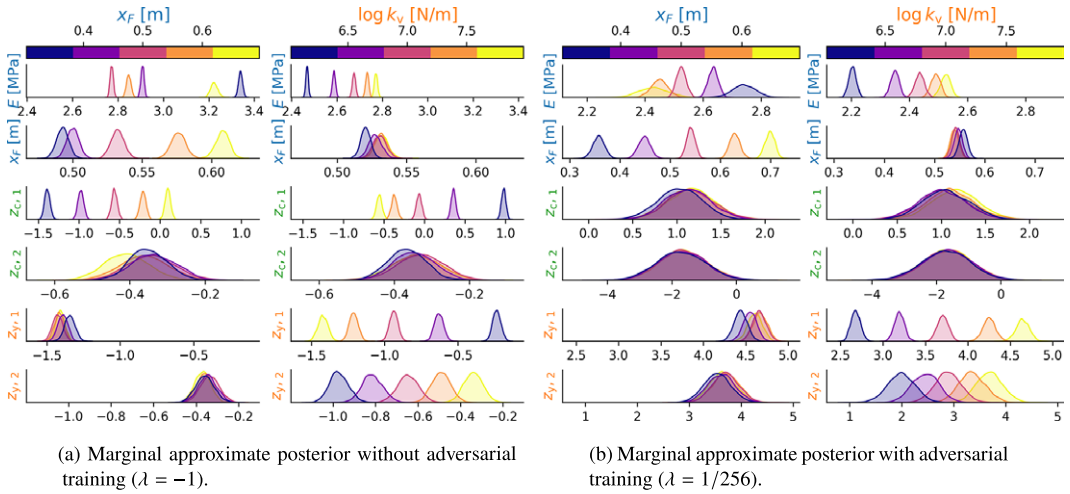 x_F [m]
0.4 0.5 0.6
log k_v [N/m]
6.5 7.0 7.5
x_F [m]
0.4 0.5 0.6
log k_v [N/m]
6.5 7.0 7.5
E [MPa]
2.4 2.6 2.8 3.0 3.2 3.4
2.4 2.6 2.8 3.0 3.2 3.4
E [MPa]
2.2 2.4 2.6 2.8
2.2 2.4 2.6 2.8
x_F [m]
0.50 0.55 0.60
0.50 0.55 0.60
x_F [m]
0.3 0.4 0.5 0.6 0.7
0.3 0.4 0.5 0.6 0.7
z_c, 1
−1.5 −1.0 −0.5 0.0 0.5 1.0
−1.5 −1.0 −0.5 0.0 0.5 1.0
z_c, 1
0.0 0.5 1.0 1.5 2.0
0.0 0.5 1.0 1.5 2.0
z_c, 2
−0.6 −0.4 −0.2
−0.6 −0.4 −0.2
z_c, 2
−4 −2 0
−4 −2 0
z_y, 1
−1.5 −1.0 −0.5
−1.5 −1.0 −0.5
z_y, 1
2.5 3.0 3.5 4.0 4.5 5.0
2.5 3.0 3.5 4.0 4.5 5.0
z_y, 2
−1.0 −0.8 −0.6 −0.4 −0.2
−1.0 −0.8 −0.6 −0.4 −0.2
z_y, 2
1 2 3 4 5
1 2 3 4 5
(a) Marginal approximate posterior without adversarial
training (λ = −1).
(b) Marginal approximate posterior with adversarial
training (λ = 1/256).